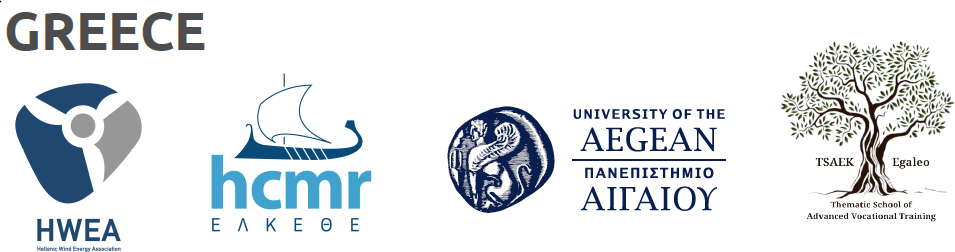 GREECE
HWEA
Hellenic Wind Energy Association
hcmr
ΕΛΚΕΘΕ
UNIVERSITY OF THE
AEGEAN
ΠΑΝΕΠΙΣΤΗΜΙΟ
ΑΙΓΑΙΟΥ
TSAEK Egaleo
Thematic School of
Advanced Vocational Training